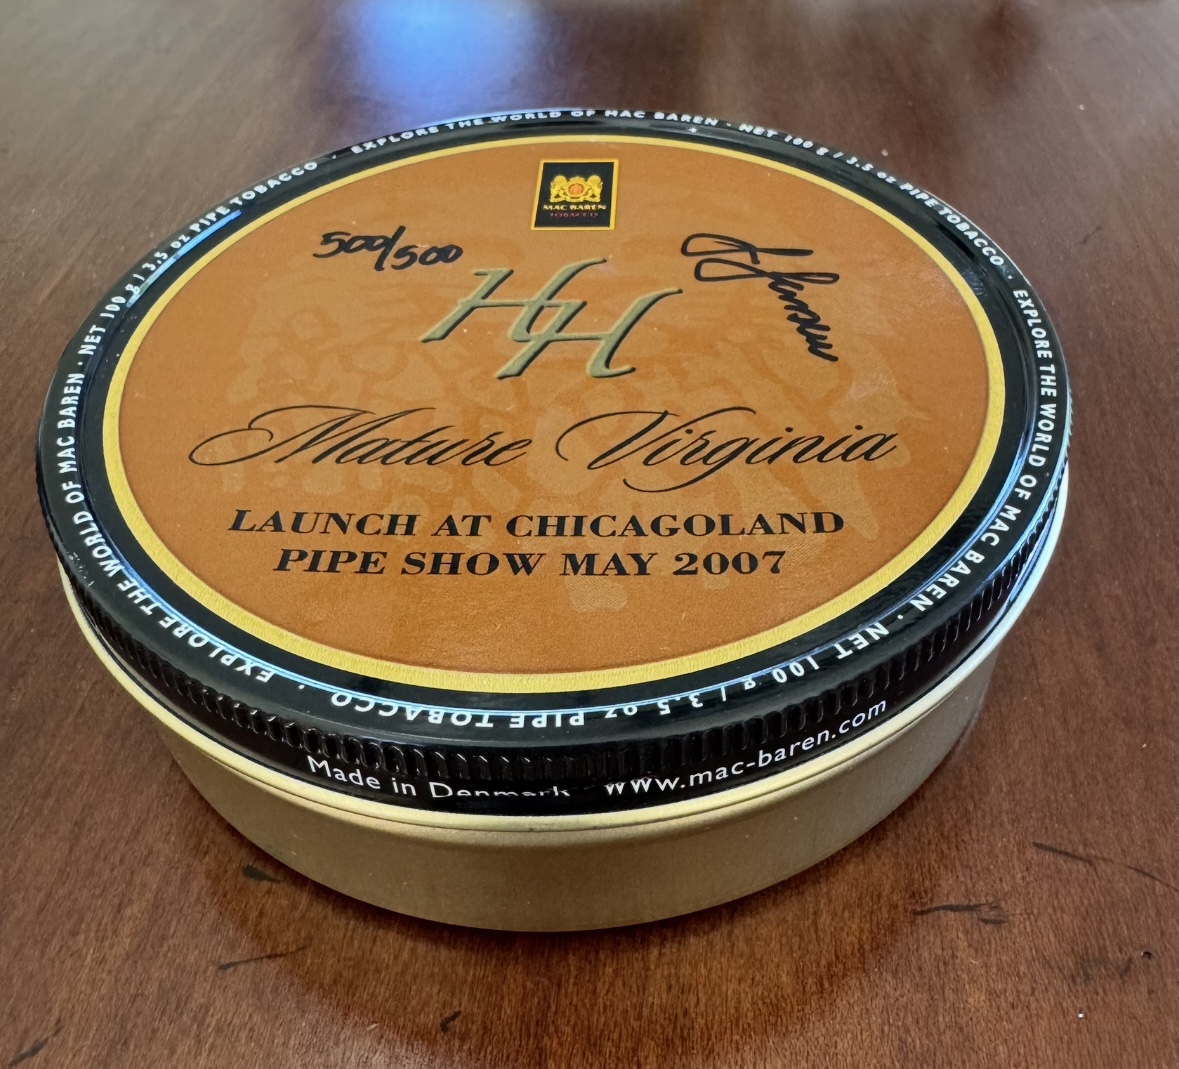 EXPLORE THE WORLD OF MAC BAREN · NET 100 g / 3.5 oz PIPE TOBACCO · EXPLORE THE WORLD OF MAC BAREN · NET 100 g / 3.5 oz PIPE TOBACCO · EXPLORE THE WORLD OF MAC BAREN · NET 100 g / 3.5 oz PIPE TOBACCO ·
MAC BAREN
TOBACCO
500/500
HH
Mature Virginia
LAUNCH AT CHICAGOLAND
PIPE SHOW MAY 2007
Made in Denmark www.mac-baren.com